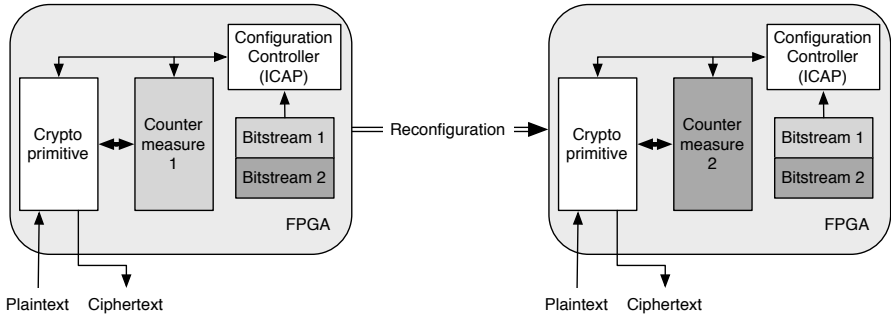 Configuration
Controller
(ICAP)
Crypto
primitive
Counter
measure
1
Bitstream 1
Bitstream 2
FPGA
Plaintext
Ciphertext
Reconfiguration
Configuration
Controller
(ICAP)
Crypto
primitive
Counter
measure
2
Bitstream 1
Bitstream 2
FPGA
Plaintext
Ciphertext